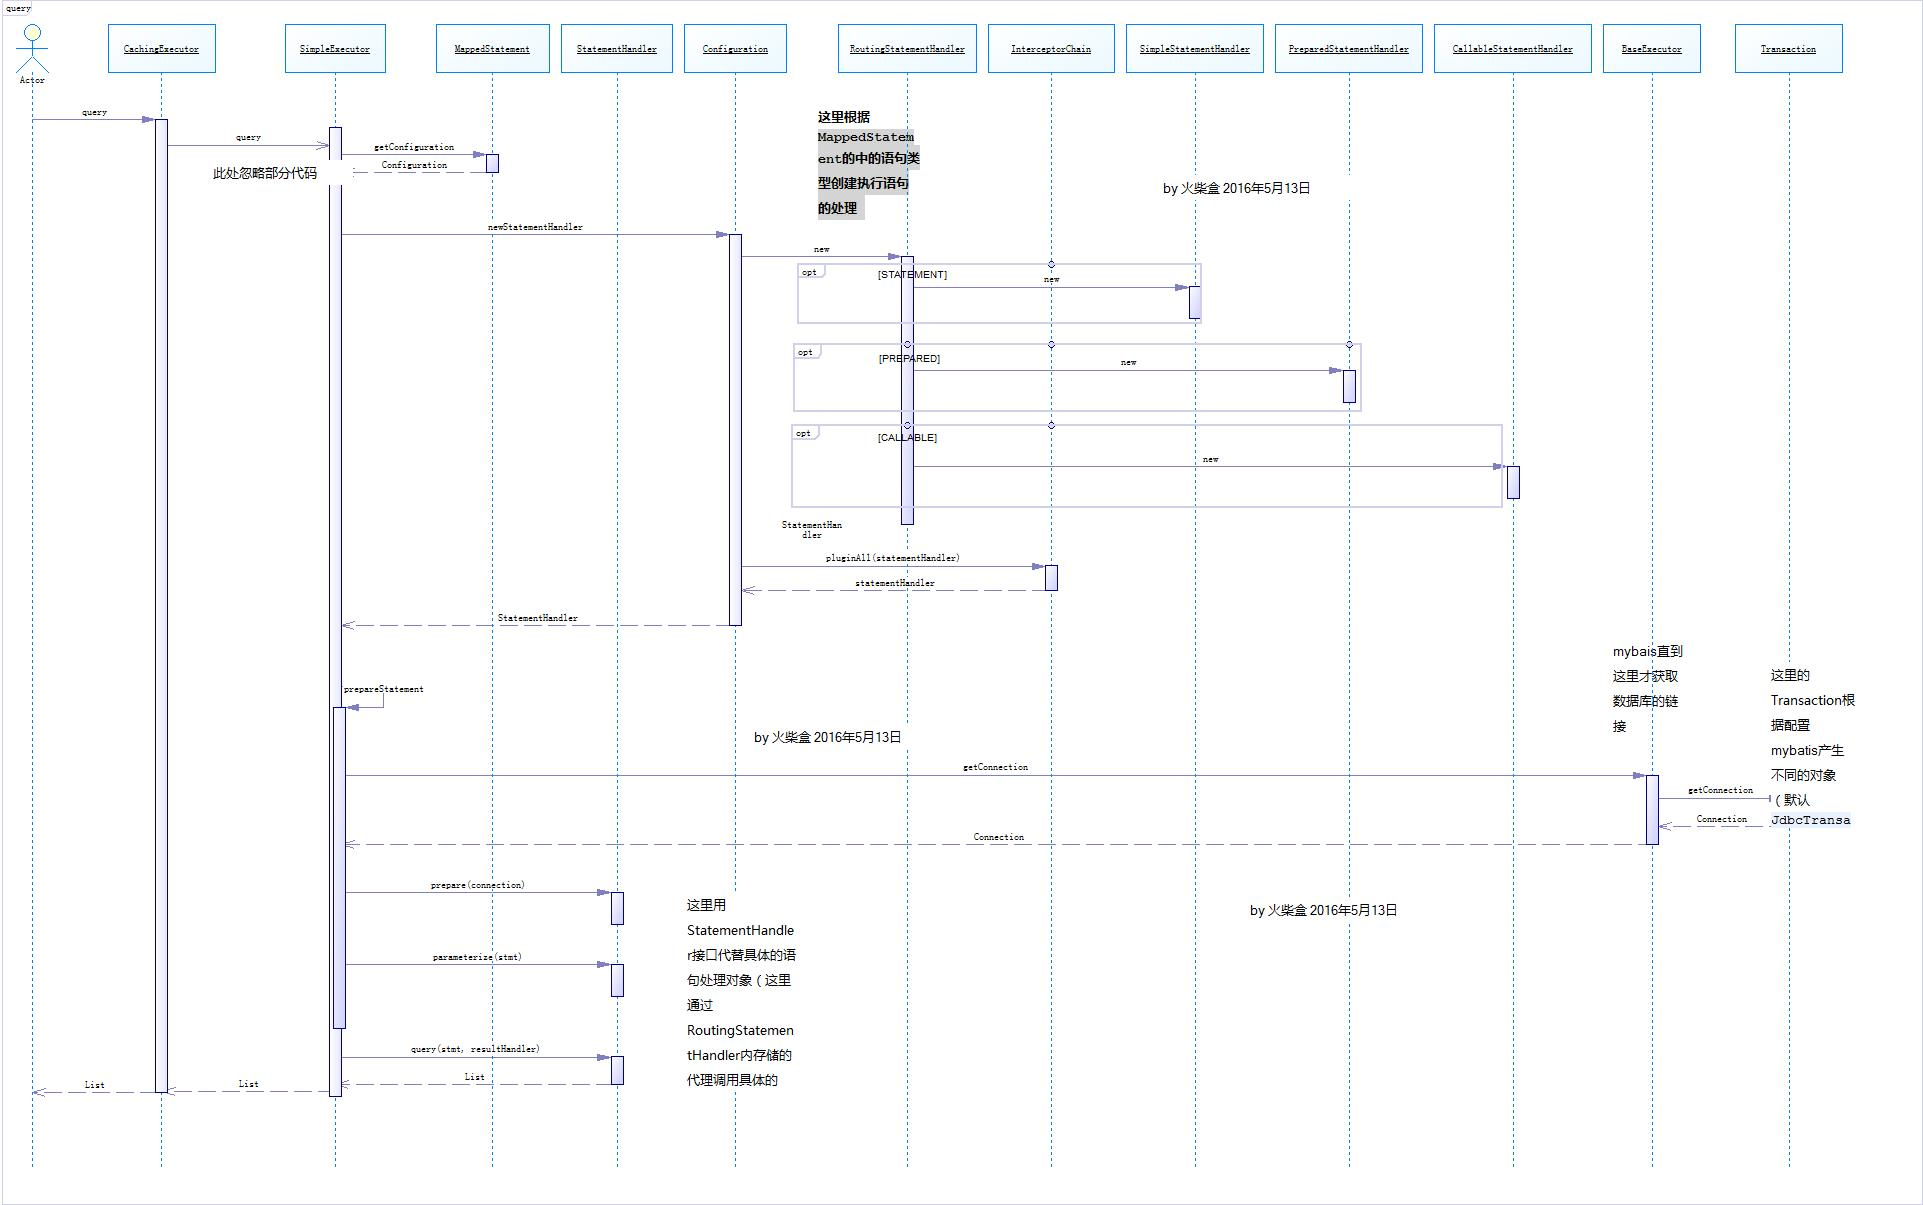 query
Actor
CachingExecutor
SimpleExecutor
MappedStatement
StatementHandler
Configuration
RoutingStatementHandler
InterceptorChain
SimpleStatementHandler
PreparedStatementHandler
CallableStatementHandler
BaseExecutor
Transaction
query
query
getConfiguration
Configuration
此处忽略部分代码
这里根据
MappedStatem
ent的中的语句类
型创建执行语句
的处理
by 火柴盒 2016年5月13日
newStatementHandler
new
opt
[STATEMENT]
new
opt
[PREPARED]
new
opt
[CALLABLE]
new
StatementHan
dler
pluginAll(statementHandler)
statementHandler
StatementHandler
mybais直到
这里才获取
数据库的链
接
这里的
Transaction根
据配置
mybatis产生
不同的对象
（默认
JdbcTransa
prepareStatement
by 火柴盒 2016年5月13日
getConnection
getConnection
Connection
Connection
prepare(connection)
这里用
StatementHandle
r接口代替具体的语
句处理对象（这里
通过
RoutingStatemen
tHandler内存储的
代理调用具体的
by 火柴盒 2016年5月13日
parameterize(stmt)
query(stmt, resultHandler)
List
List
List